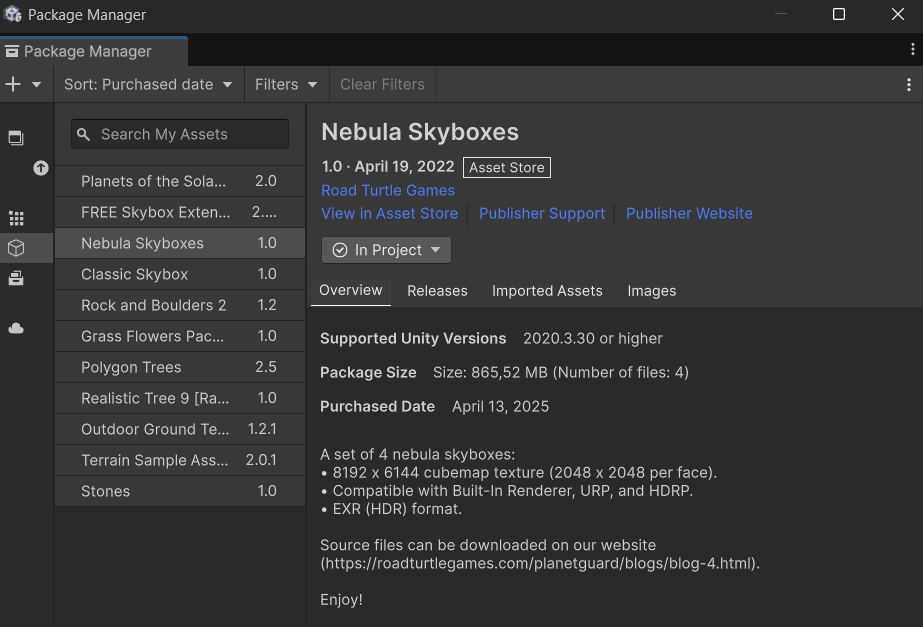 Package Manager
Package Manager
Sort: Purchased date
Filters
Clear Filters
Search My Assets
Planets of the Sola... 2.0
FREE Skybox Exten... 2....
Nebula Skyboxes 1.0
Classic Skybox 1.0
Rock and Boulders 2 1.2
Grass Flowers Pac... 1.0
Polygon Trees 2.5
Realistic Tree 9 [Ra... 1.0
Outdoor Ground Te... 1.2.1
Terrain Sample Ass... 2.0.1
Stones 1.0
Nebula Skyboxes
1.0 · April 19, 2022 Asset Store
Road Turtle Games
View in Asset Store Publisher Support Publisher Website
In Project
Overview Releases Imported Assets Images
Supported Unity Versions 2020.3.30 or higher
Package Size Size: 865,52 MB (Number of files: 4)
Purchased Date April 13, 2025
A set of 4 nebula skyboxes:
• 8192 x 6144 cubemap texture (2048 x 2048 per face).
• Compatible with Built-In Renderer, URP, and HDRP.
• EXR (HDR) format.
Source files can be downloaded on our website
(https://roadturtlegames.com/planetguard/blogs/blog-4.html).
Enjoy!